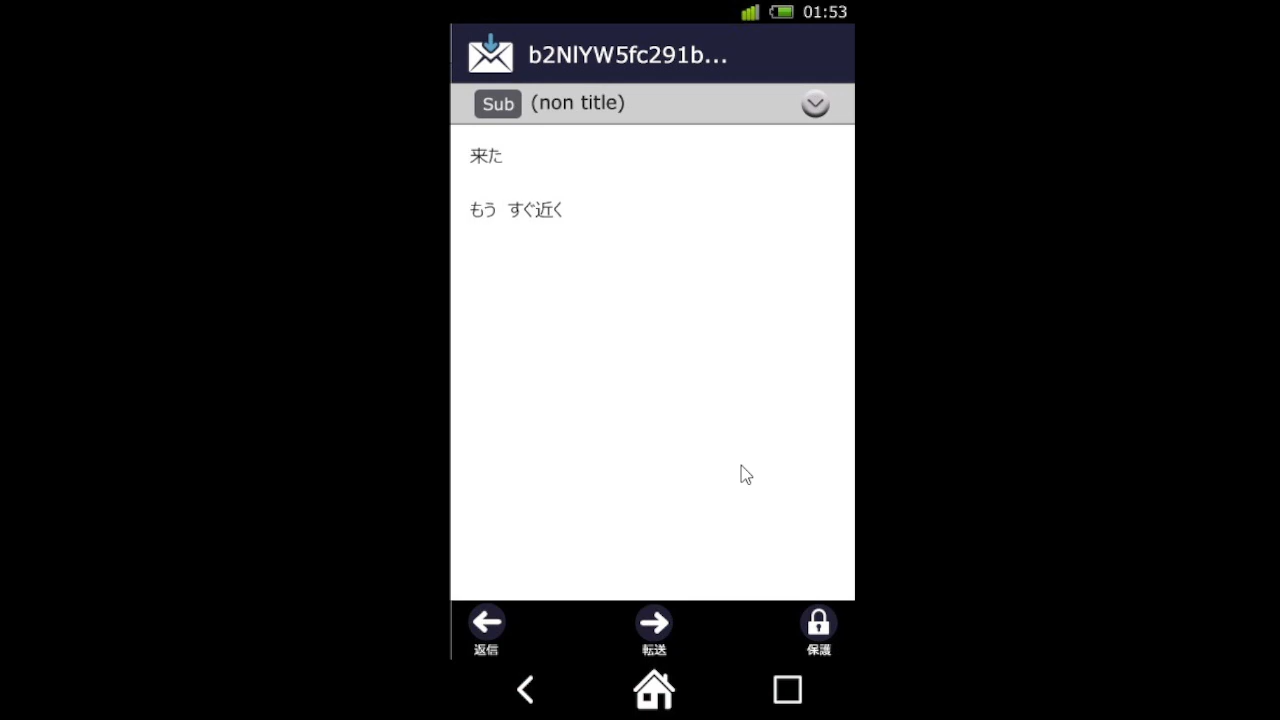 01:53
b2NlYW5fc291b...
Sub (non title)
来た
もう すぐ近く
返信 転送 保護